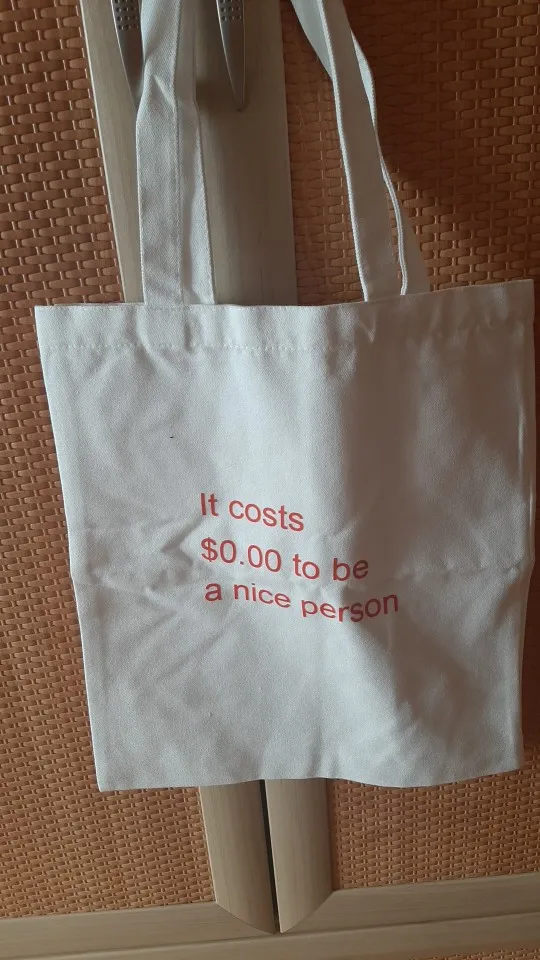 It costs
$0.00 to be
a nice person